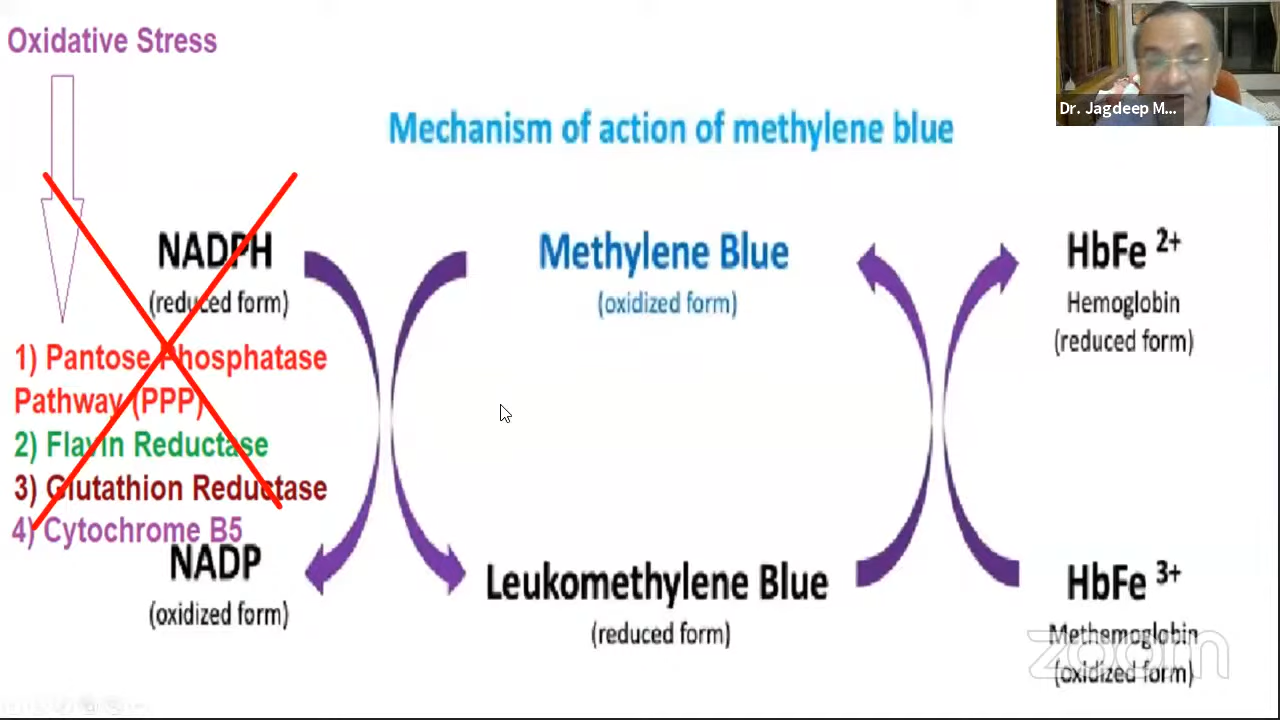 Oxidative Stress
Dr. Jagdeep M...
Mechanism of action of methylene blue
NADPH
(reduced form)
Methylene Blue
(oxidized form)
HbFe 2+
Hemoglobin
(reduced form)
1) Pantose Phosphatase
Pathway (PPP)
2) Flavin Reductase
3) Glutathion Reductase
4) Cytochrome B5
NADP
(oxidized form)
Leukomethylene Blue
(reduced form)
HbFe 3+
Methemoglobin
(oxidized form)
zoom